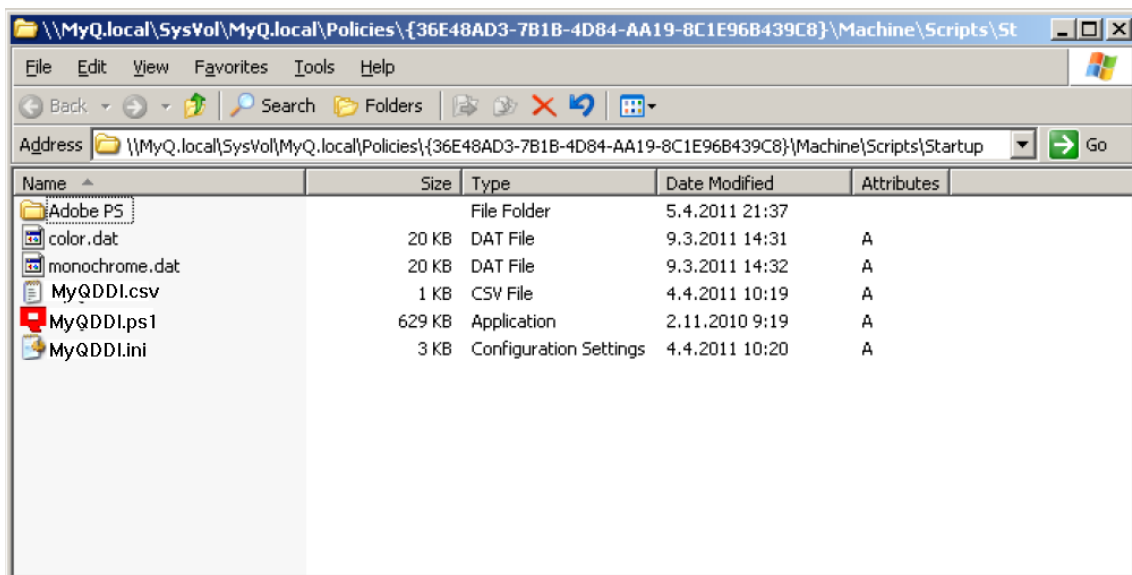 \\MyQ.local\SysVol\MyQ.local\Policies\{36E48AD3-7B1B-4D84-AA19-8C1E96B439C8}\Machine\Scripts\St
File Edit View Favorites Tools Help
Back Search Folders
Address \\MyQ.local\SysVol\MyQ.local\Policies\{36E48AD3-7B1B-4D84-AA19-8C1E96B439C8}\Machine\Scripts\Startup Go
Name Size Type Date Modified Attributes
Adobe PS File Folder 5.4.2011 21:37
color.dat 20 KB DAT File 9.3.2011 14:31 A
monochrome.dat 20 KB DAT File 9.3.2011 14:32 A
MyQDDI.csv 1 KB CSV File 4.4.2011 10:19 A
MyQDDI.ps1 629 KB Application 2.11.2010 9:19 A
MyQDDI.ini 3 KB Configuration Settings 4.4.2011 10:20 A